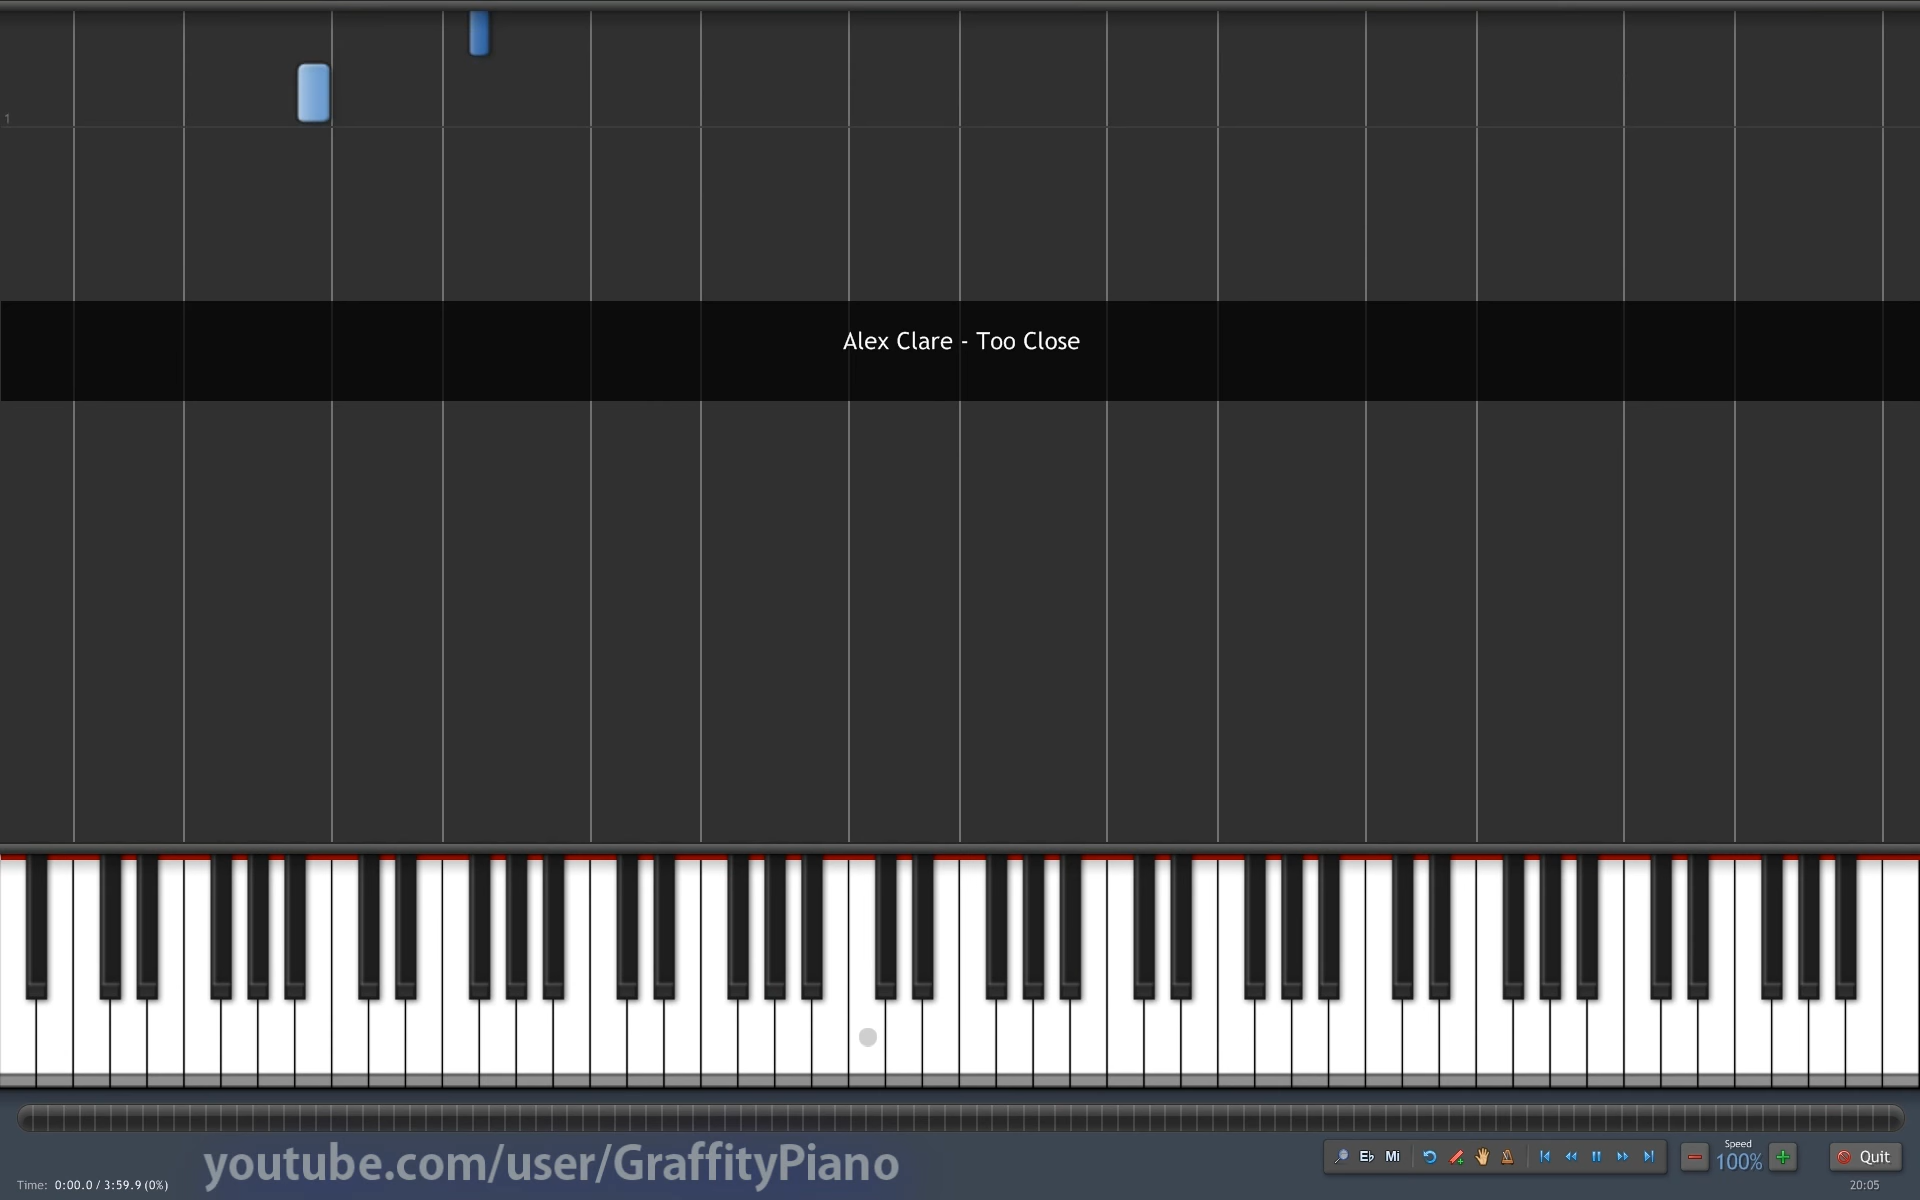 1
Alex Clare - Too Close
youtube.com/user/GraffityPiano
Time: 0:00.0 / 3:59.9 (0%)
Eb Mi
Speed
100%
Quit
20:05